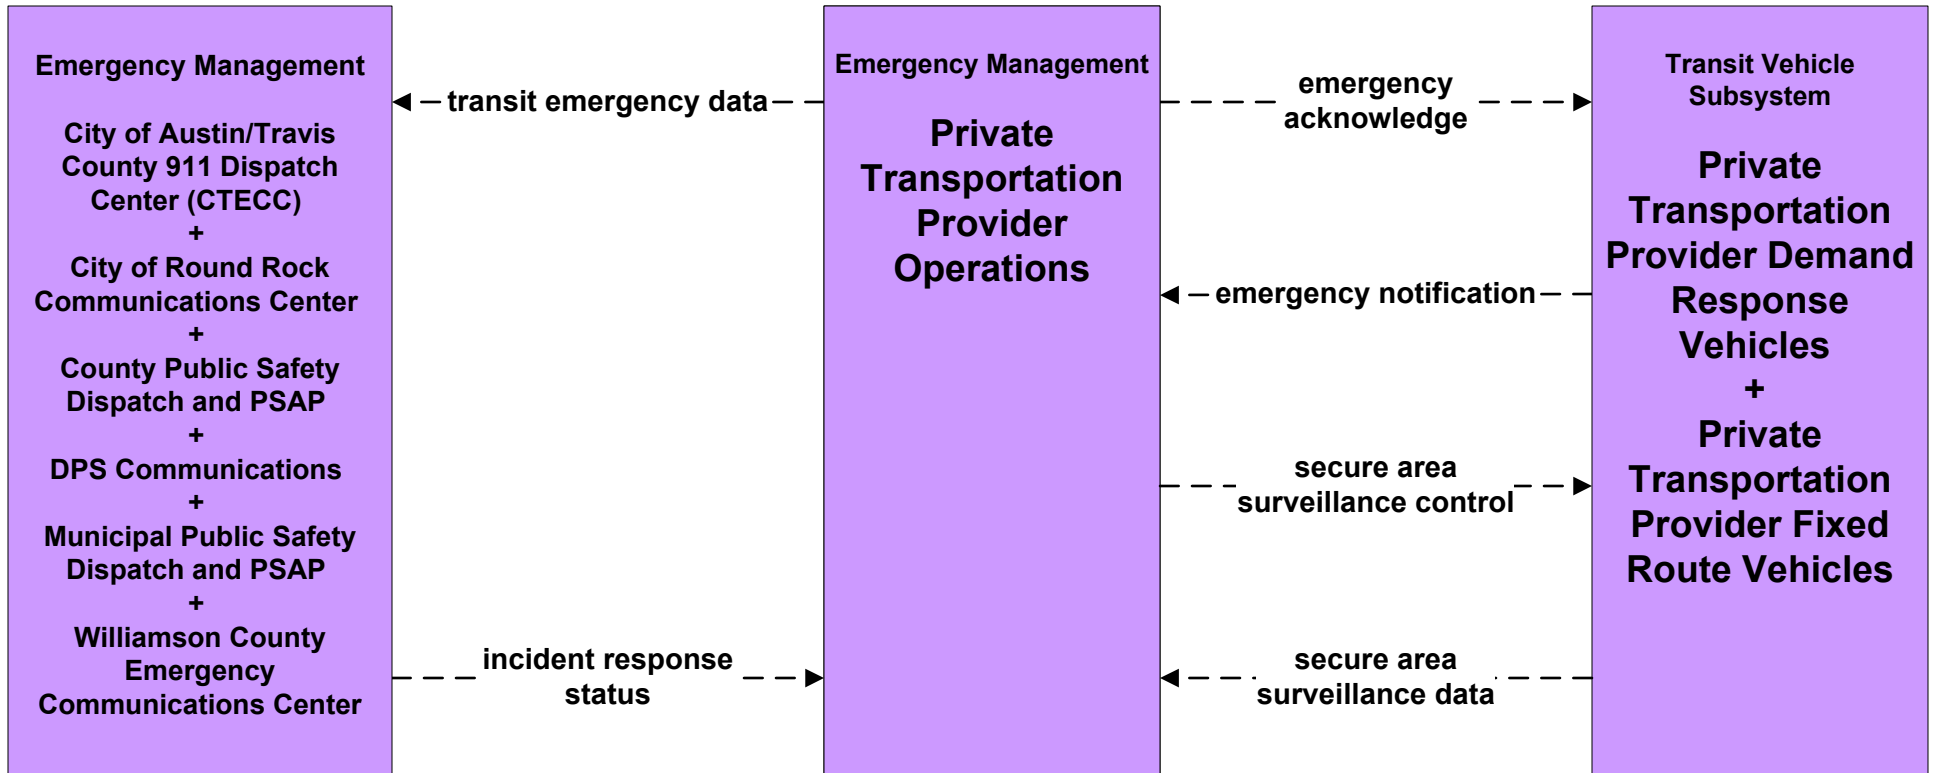 Emergency Management
City of Austin/Travis
County 911 Dispatch
Center (CTECC)
+
City of Round Rock
Communications Center
+
County Public Safety
Dispatch and PSAP
+
DPS Communications
+
Municipal Public Safety
Dispatch and PSAP
+
Williamson County
Emergency
Communications Center
transit emergency data
incident response
status
Emergency Management
Private
Transportation
Provider
Operations
emergency
acknowledge
emergency notification
secure area
surveillance control
secure area
surveillance data
Transit Vehicle
Subsystem
Private
Transportation
Provider Demand
Response
Vehicles
+
Private
Transportation
Provider Fixed
Route Vehicles